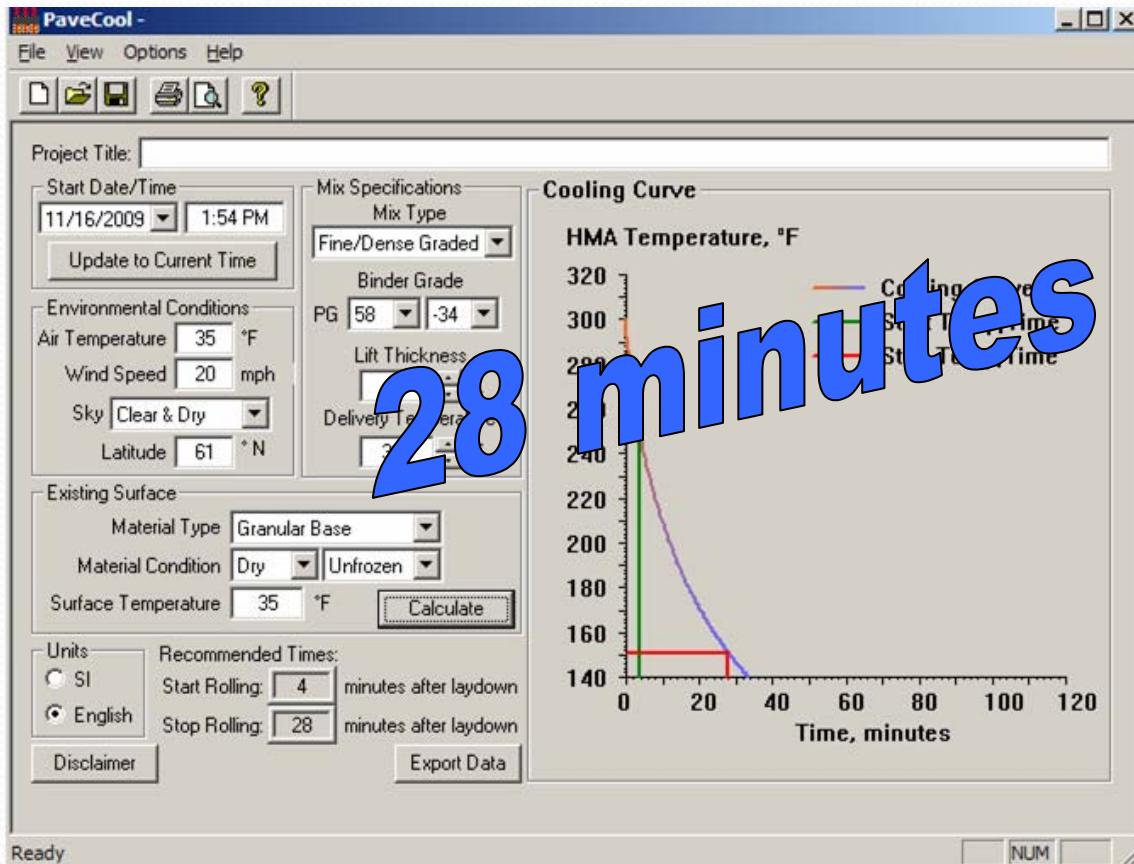 PaveCool -
File View Options Help
Project Title:
Start Date/Time
11/16/2009 1:54 PM
Update to Current Time
Environmental Conditions
Air Temperature 35 °F
Wind Speed 20 mph
Sky Clear & Dry
Latitude 61 ° N
Mix Specifications
Mix Type
Fine/Dense Graded
Binder Grade
PG 58 -34
Lift Thickness
Delivery
Existing Surface
Material Type Granular Base
Material Condition Dry Unfrozen
Surface Temperature 35 °F
Calculate
Units
SI
English
Recommended Times:
Start Rolling: 4 minutes after laydown
Stop Rolling: 28 minutes after laydown
Disclaimer
Export Data
Cooling Curve
HMA Temperature, °F
320
300
280
240
220
200
180
160
140
0 20 40 60 80 100 120
Time, minutes
28 minutes
Ready
NUM